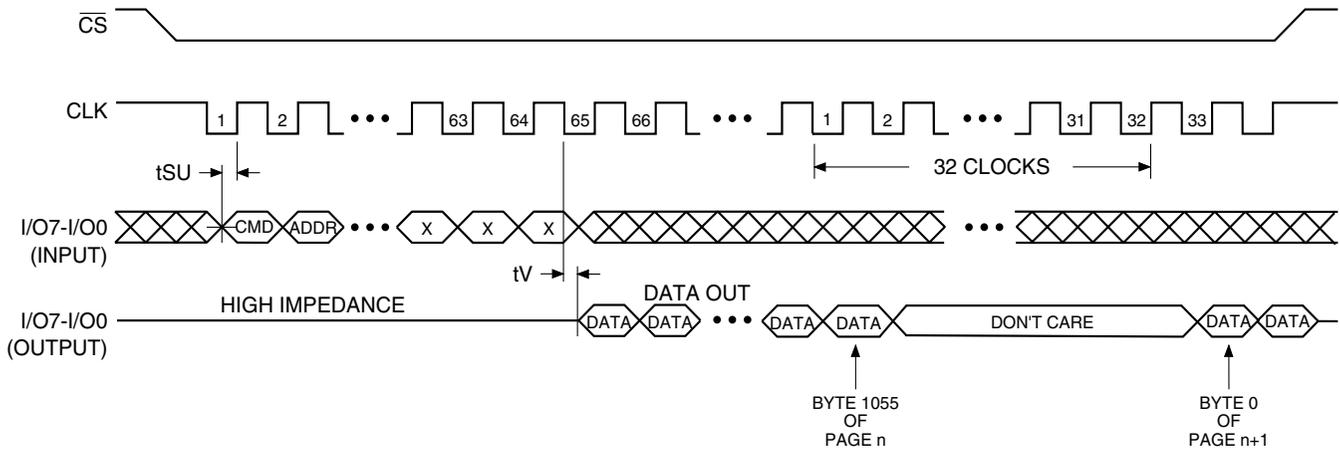 CS
CLK
1 2 63 64 65 66 1 2 31 32 33
32 CLOCKS
tSU
I/O7-I/O0
(INPUT)
CMD ADDR X X X
tV
HIGH IMPEDANCE
DATA OUT
I/O7-I/O0
(OUTPUT)
DATA DATA DATA DATA DON'T CARE DATA DATA
BYTE 1055
OF
PAGE n
BYTE 0
OF
PAGE n+1